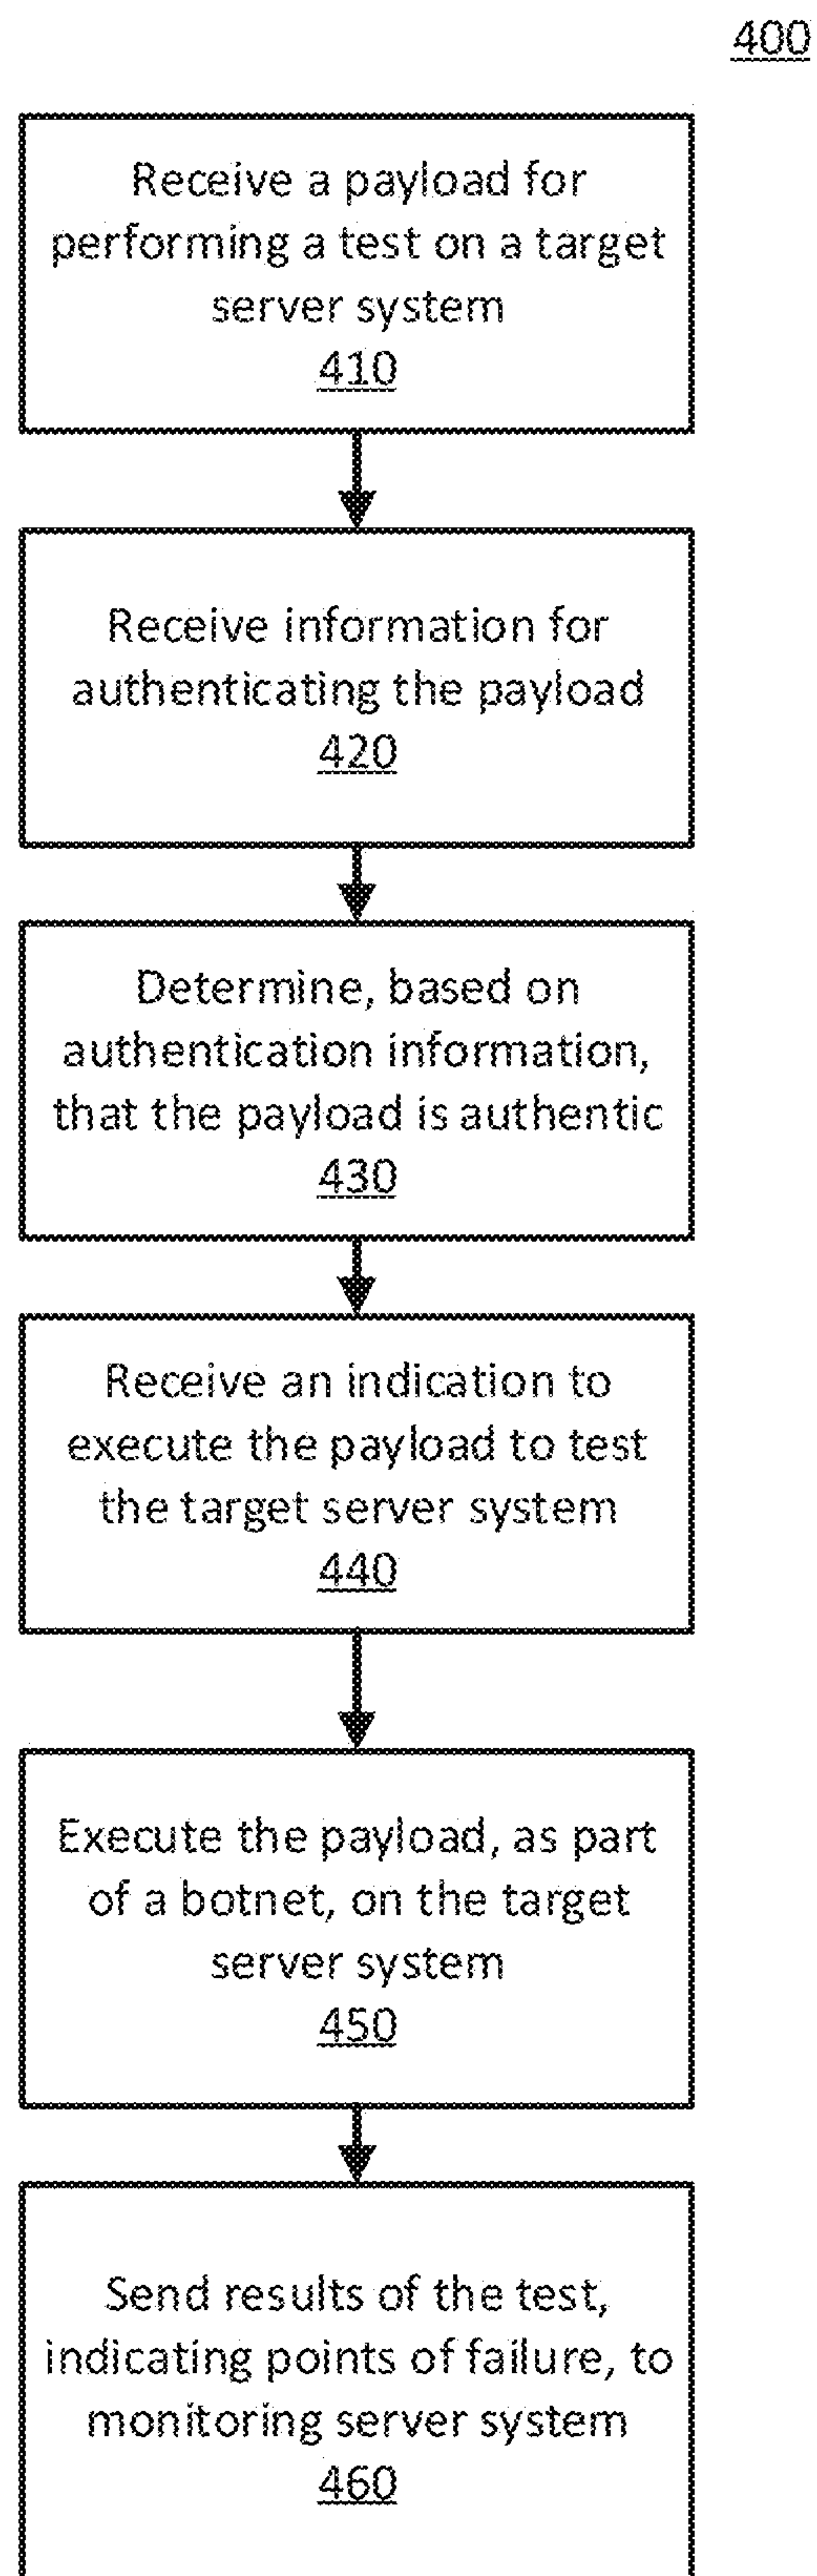 400
Receive a payload for
performing a test on a target
server system
410
Receive information for
authenticating the payload
420
Determine, based on
authentication information,
that the payload is authentic
430
Receive an indication to
execute the payload to test
the target server system
440
Execute the payload, as part
of a botnet, on the target
server system
450
Send results of the test,
indicating points of failure, to
monitoring server system
460